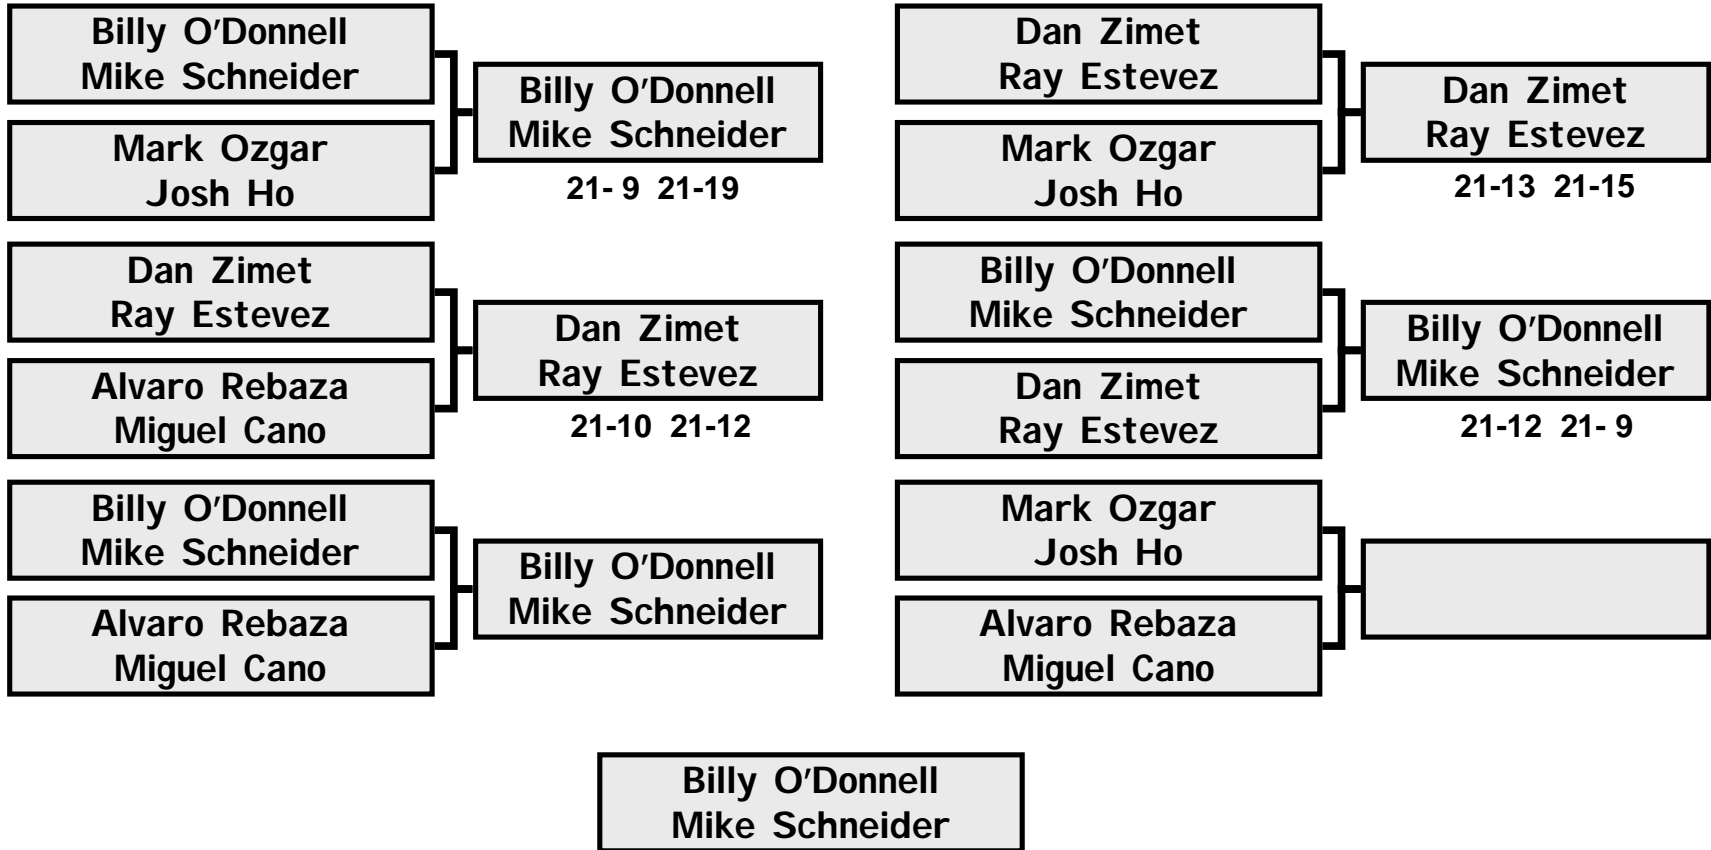 Billy O'Donnell
Mike Schneider
Mark Ozgar
Josh Ho
Billy O'Donnell
Mike Schneider
21- 9 21-19
Dan Zimet
Ray Estevez
Alvaro Rebaza
Miguel Cano
Dan Zimet
Ray Estevez
21-10 21-12
Billy O'Donnell
Mike Schneider
Alvaro Rebaza
Miguel Cano
Billy O'Donnell
Mike Schneider
Dan Zimet
Ray Estevez
Mark Ozgar
Josh Ho
Dan Zimet
Ray Estevez
21-13 21-15
Billy O'Donnell
Mike Schneider
Dan Zimet
Ray Estevez
Billy O'Donnell
Mike Schneider
21-12 21- 9
Mark Ozgar
Josh Ho
Alvaro Rebaza
Miguel Cano
Billy O'Donnell
Mike Schneider